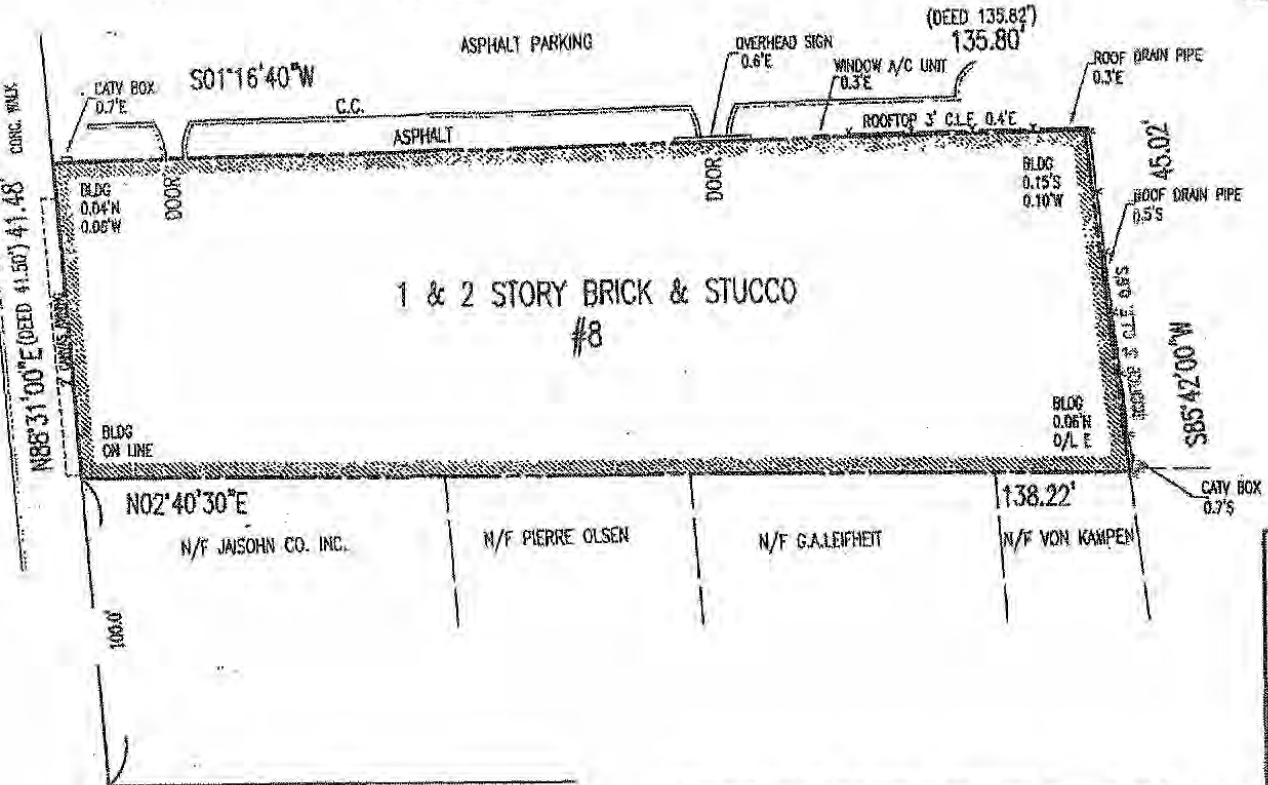 (DEED 135.82')
135.80'
ASPHALT PARKING
OVERHEAD SIGN
0.6'E
WINDOW A/C UNIT
0.3'E
ROOF DRAIN PIPE
0.3'E
CATV BOX
0.7'E
S01°16'40"W
C.C.
ASPHALT
ROOFTOP 3' C.L.F. 0.4'E
CONC. WALK
DOOR
DOOR
BLDG
0.04'N
0.06'W
BLDG
0.15'S
0.10'W
45.02'
ROOF DRAIN PIPE
0.5'S
N88°31'00"E (DEED 41.50') 41.48'
1 & 2 STORY BRICK & STUCCO
#8
ROOFTOP 3' C.L.F. 0.6'S
S85°42'00"W
BLDG
ON LINE
BLDG
0.06'N
O/L E
CATV BOX
0.7'S
N02°40'30"E
138.22'
N/F JAISOHN CO. INC.
N/F PIERRE OLSEN
N/F G.A.LEIFHEIT
N/F VON KAMPEN
100.0'